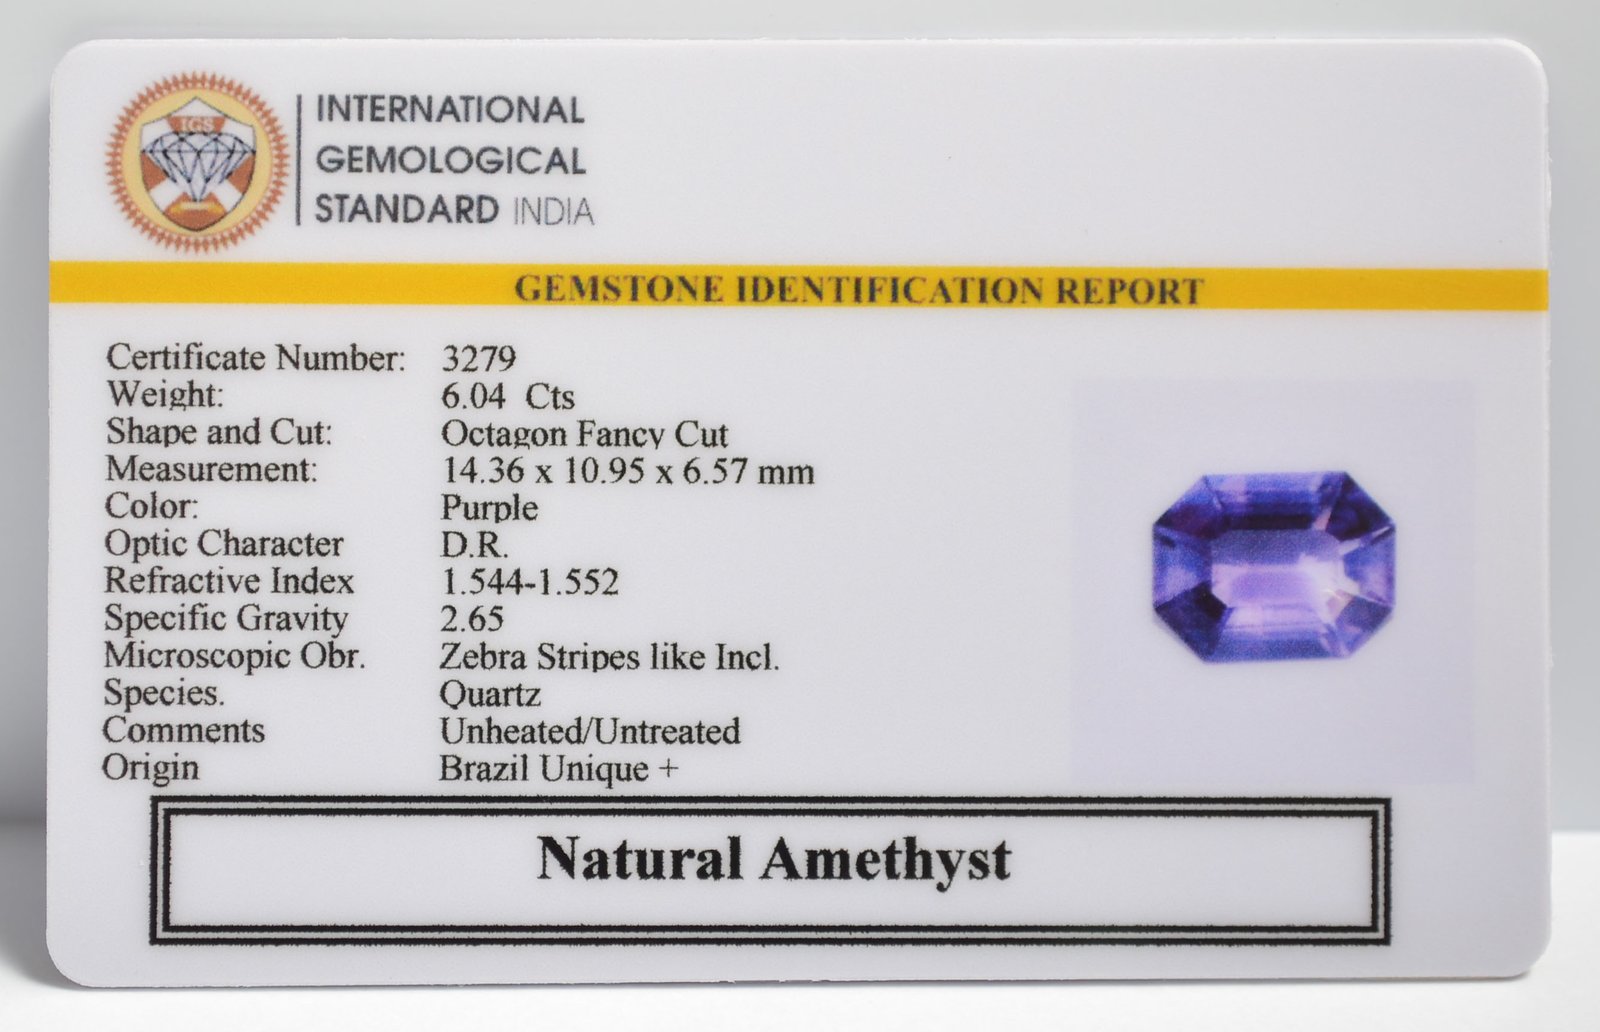 IGS
INTERNATIONAL
GEMOLOGICAL
STANDARD INDIA
GEMSTONE IDENTIFICATION REPORT
Certificate Number: 3279
Weight: 6.04 Cts
Shape and Cut: Octagon Fancy Cut
Measurement: 14.36 x 10.95 x 6.57 mm
Color: Purple
Optic Character D.R.
Refractive Index 1.544-1.552
Specific Gravity 2.65
Microscopic Obr. Zebra Stripes like Incl.
Species. Quartz
Comments Unheated/Untreated
Origin Brazil Unique +
Natural Amethyst